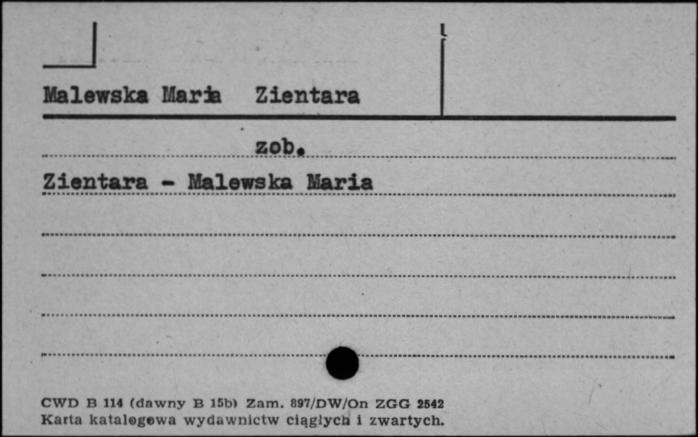 Malewska Maria Zientara
zob.
Zientara - Malewska Maria
CWD B 114 (dawny B 15b) Zam. 897/DW/On ZGG 2542
Karta katalogowa wydawnictw ciągłych i zwartych.